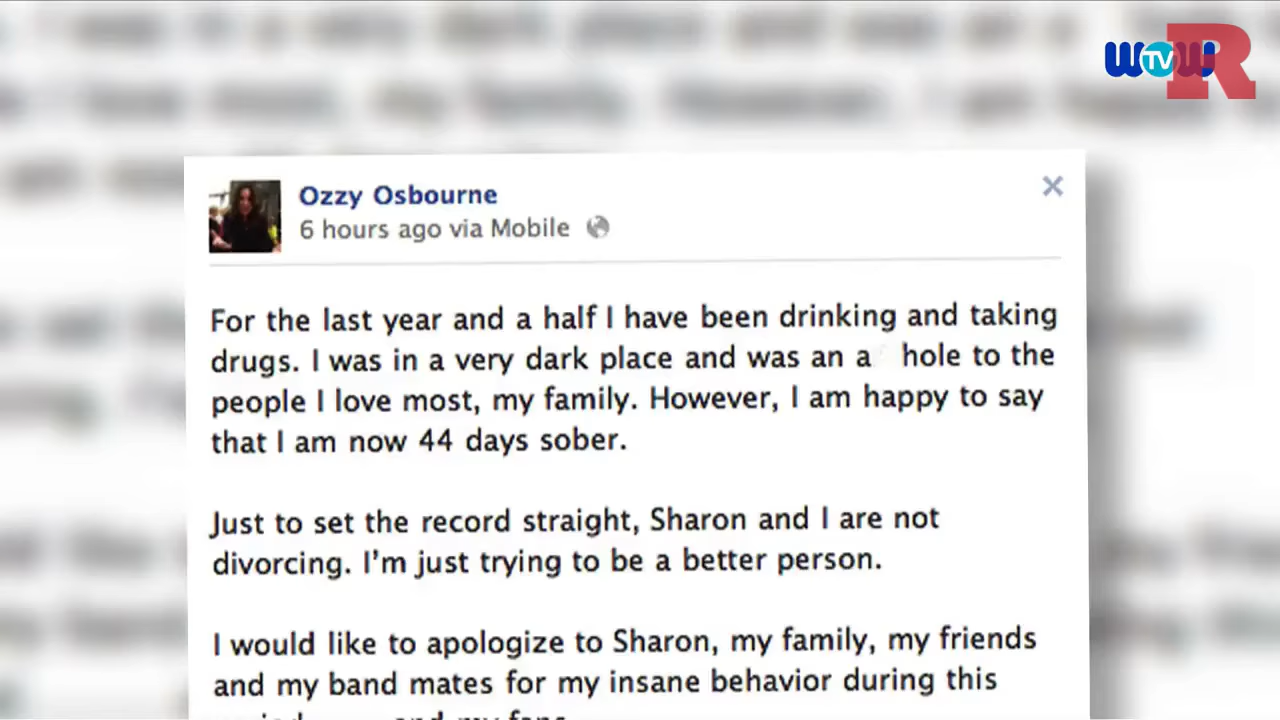 WTVW R
Ozzy Osbourne
6 hours ago via Mobile
For the last year and a half I have been drinking and taking
drugs. I was in a very dark place and was an a hole to the
people I love most, my family. However, I am happy to say
that I am now 44 days sober.
Just to set the record straight, Sharon and I are not
divorcing. I'm just trying to be a better person.
I would like to apologize to Sharon, my family, my friends
and my band mates for my insane behavior during this